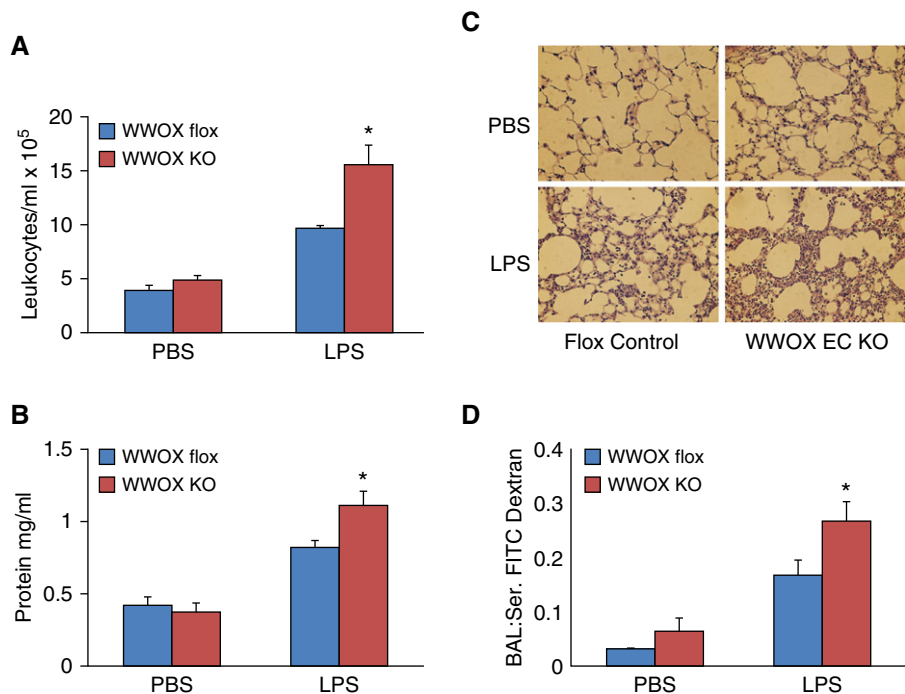 A
Leukocytes/ml x 10⁵
20
15
10
5
0
WWOX flox
WWOX KO
*
PBS
LPS
C
PBS
LPS
Flox Control
WWOX EC KO
B
Protein mg/ml
1.5
1
0.5
0
WWOX flox
WWOX KO
*
PBS
LPS
D
BAL:Ser. FITC Dextran
0.4
0.3
0.2
0.1
0
WWOX flox
WWOX KO
*
PBS
LPS